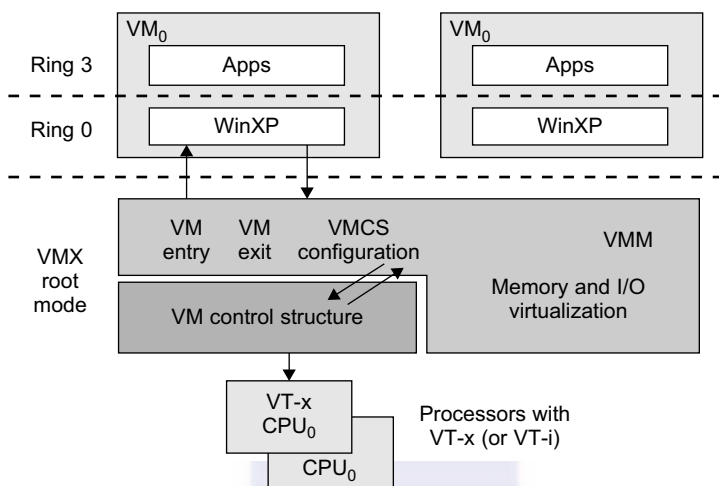 VM0
VM0
Ring 3
Apps
Apps
Ring 0
WinXP
WinXP
VMX
root
mode
VM
entry
VM
exit
VMCS
configuration
VMM
Memory and I/O
virtualization
VM control structure
VT-x
CPU0
CPU0
Processors with
VT-x (or VT-i)